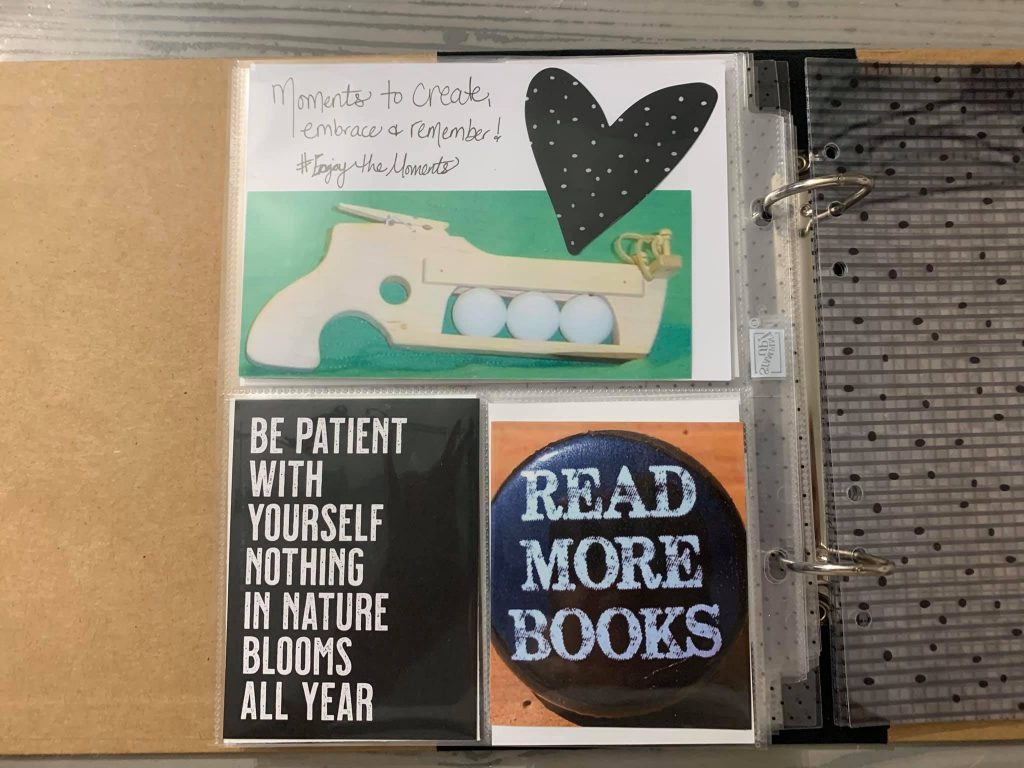 Moments to create,
embrace & remember!
#Enjoy the Moments
BE PATIENT
WITH
YOURSELF
NOTHING
IN NATURE
BLOOMS
ALL YEAR
READ
MORE
BOOKS